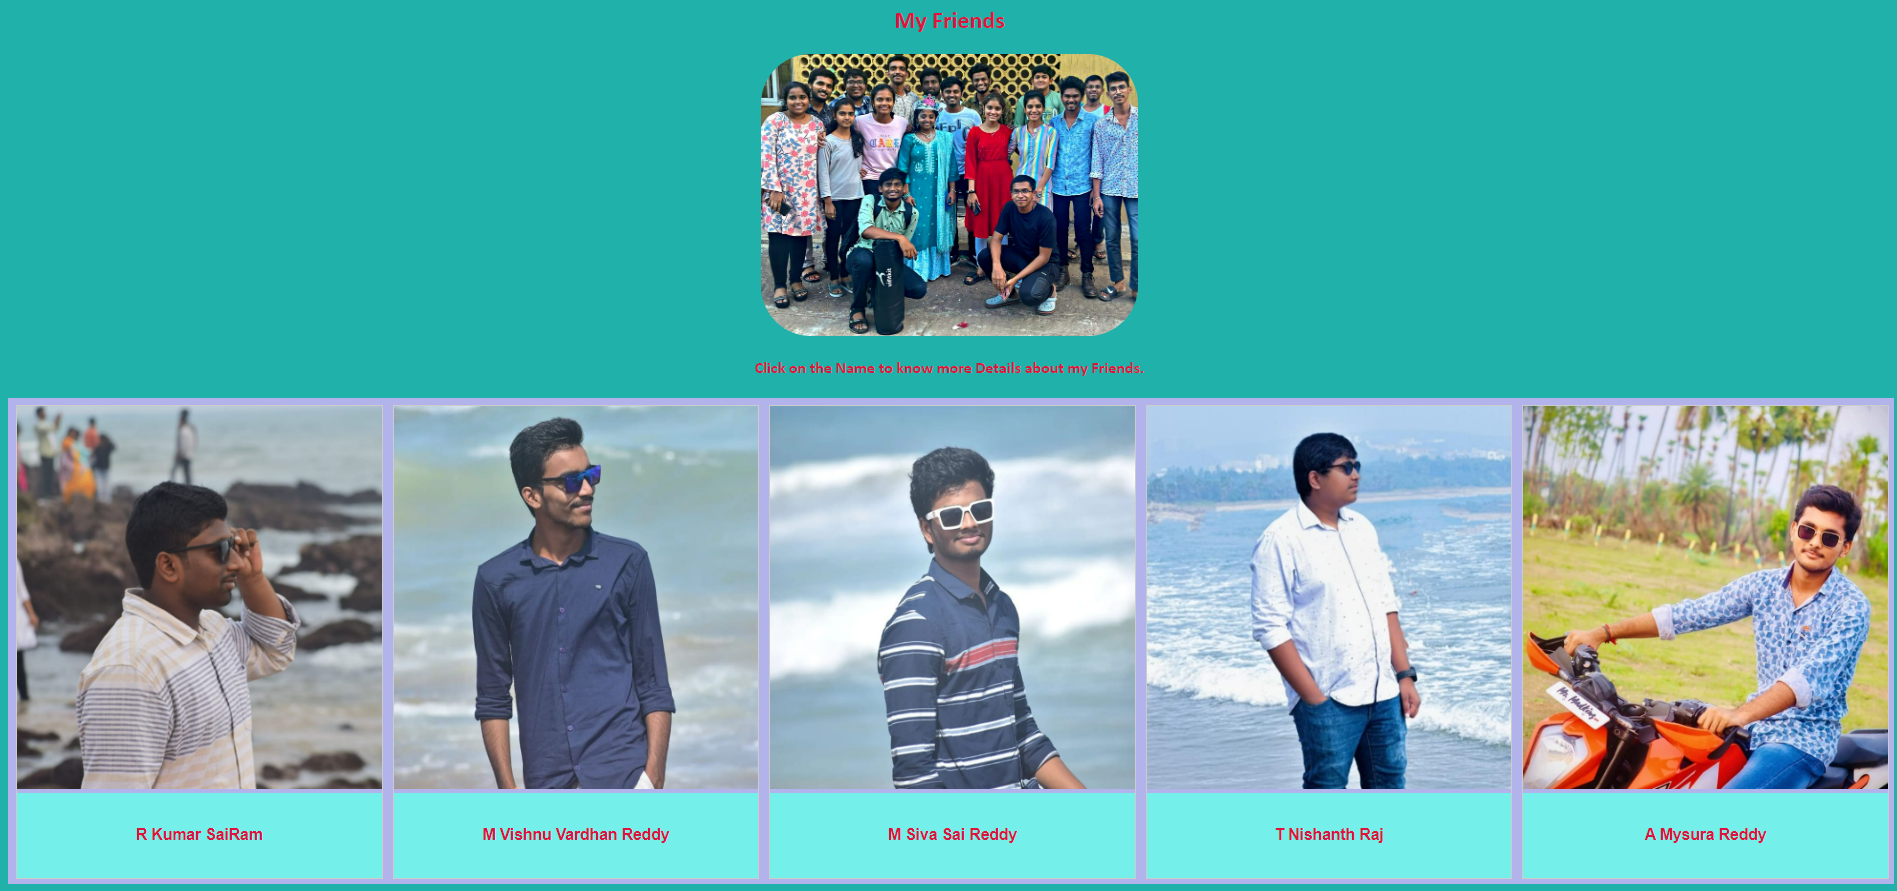 My Friends
Click on the Name to know more Details about my Friends.
R Kumar SaiRam
M Vishnu Vardhan Reddy
M Siva Sai Reddy
T Nishanth Raj
A Mysura Reddy